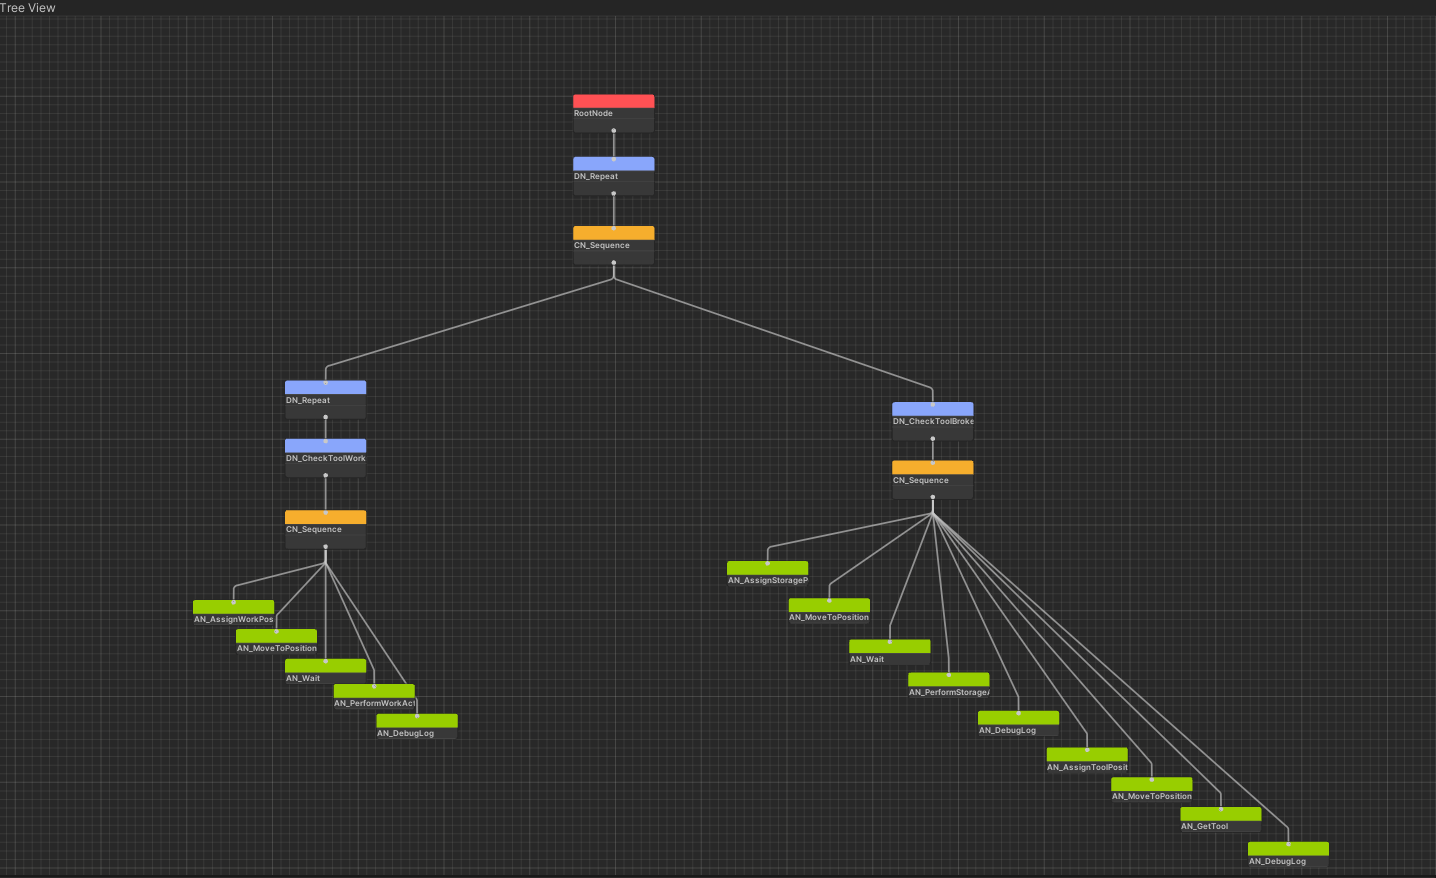 Tree View
RootNode
DN_Repeat
CN_Sequence
DN_Repeat
DN_CheckToolWork
CN_Sequence
AN_AssignWorkPos
AN_MoveToPosition
AN_Wait
AN_PerformWorkAct
AN_DebugLog
DN_CheckToolBroke
CN_Sequence
AN_AssignStorageP
AN_MoveToPosition
AN_Wait
AN_PerformStorageA
AN_DebugLog
AN_AssignToolPosit
AN_MoveToPosition
AN_GetTool
AN_DebugLog